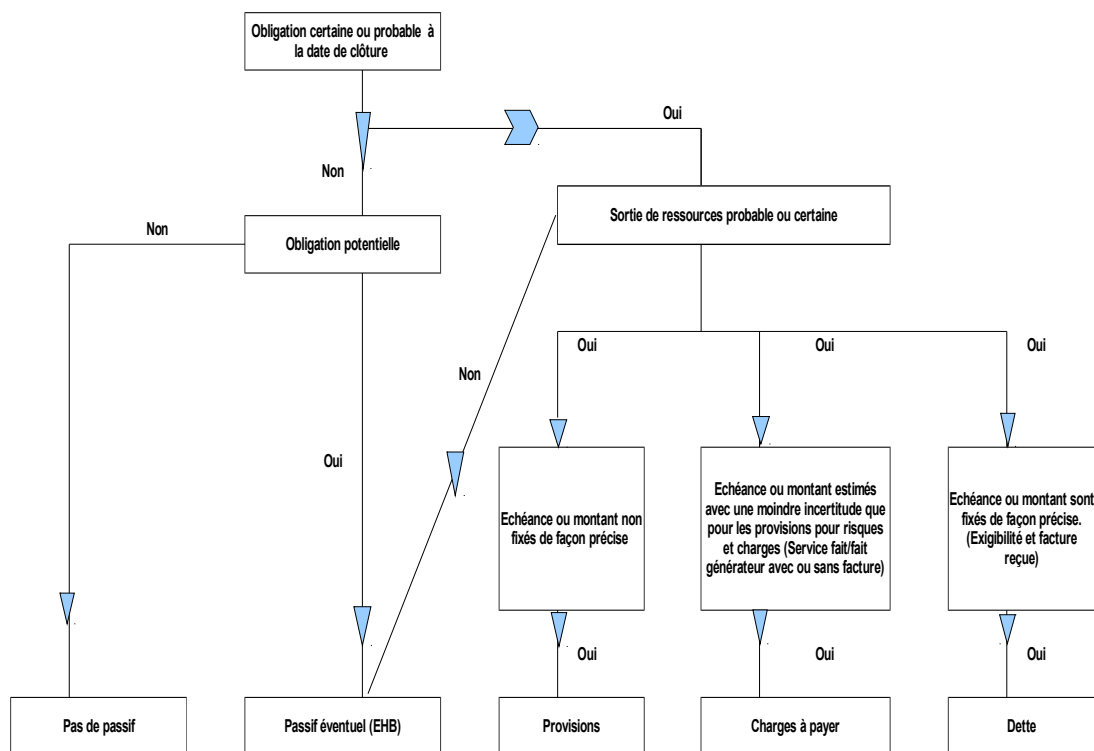 Obligation certaine ou probable à
la date de clôture
Oui
Non
Sortie de ressources probable ou certaine
Non
Obligation potentielle
Oui
Oui
Oui
Non
Oui
Echéance ou montant non
fixés de façon précise
Echéance ou montant estimés
avec une moindre incertitude que
pour les provisions pour risques
et charges (Service fait/fait
générateur avec ou sans facture)
Echéance ou montant sont
fixés de façon précise.
(Exigibilité et facture
reçue)
Oui
Oui
Oui
Pas de passif
Passif éventuel (EHB)
Provisions
Charges à payer
Dette